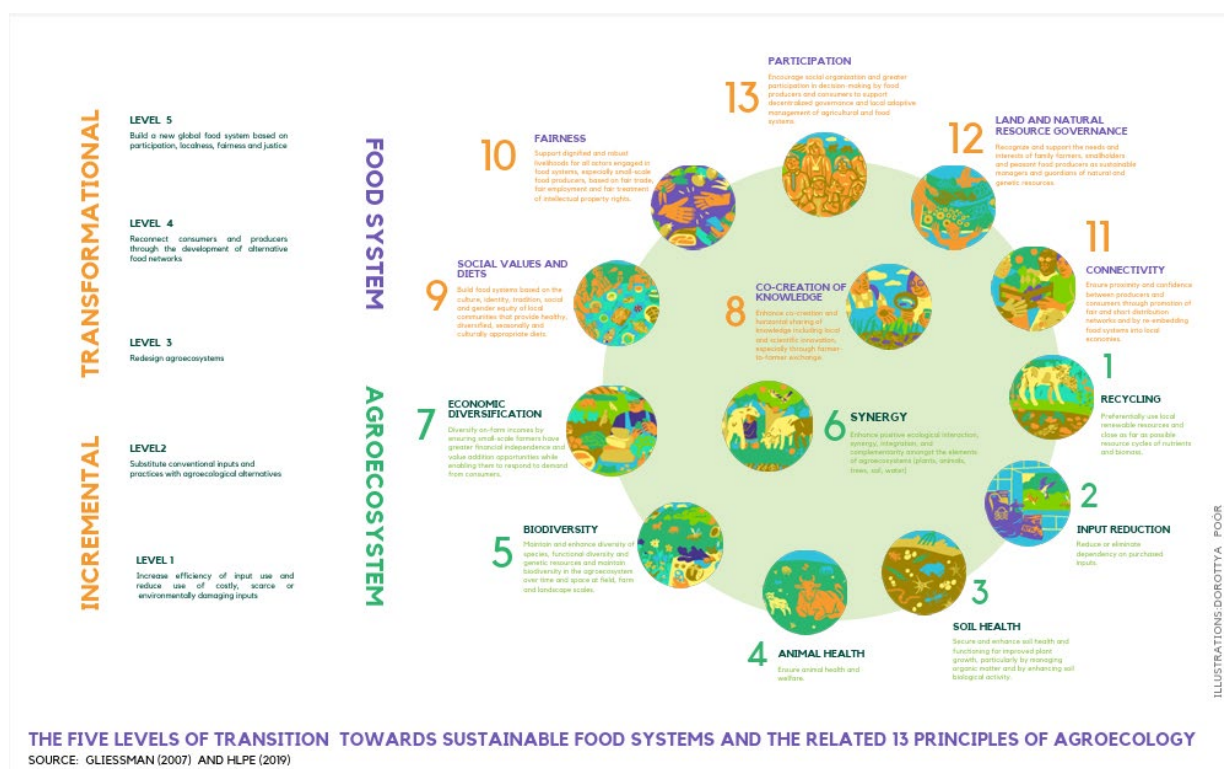 TRANSFORMATIONAL
INCREMENTAL
LEVEL 5
Build a new global food system based on
participation, localness, fairness and justice
LEVEL 4
Reconnect consumers and producers
through the development of alternative
food networks
LEVEL 3
Redesign agroecosystems
LEVEL2
Substitute conventional inputs and
practices with agroecological alternatives
LEVEL 1
Increase efficiency of input use and
reduce use of costly, scarce or
environmentally damaging inputs
FOOD SYSTEM
AGROECOSYSTEM
13
PARTICIPATION
Encourage social organization and greater
participation in decision-making by food
producers and consumers to support
decentralized governance and local adaptive
management of agricultural and food
systems.
12
LAND AND NATURAL
RESOURCE GOVERNANCE
Recognize and support the needs and
interests of family farmers, smallholders
and peasant food producers as sustainable
managers and guardians of natural and
genetic resources.
11
CONNECTIVITY
Ensure proximity and confidence
between producers and
consumers through promotion of
fair and short distribution
networks and by re-embedding
food systems into local
economies.
10
FAIRNESS
Support dignified and robust
livelihoods for all actors engaged in
food systems, especially small-scale
food producers, based on fair trade,
fair employment and fair treatment
of intellectual property rights.
9
SOCIAL VALUES AND
DIETS
Build food systems based on the
culture, identity, tradition, social
and gender equity of local
communities that provide healthy,
diversified, seasonally and
culturally appropriate diets.
8
CO-CREATION OF
KNOWLEDGE
Enhance co-creation and
horizontal sharing of
knowledge including local
and scientific innovation,
especially through farmer-
to-farmer exchange.
1
RECYCLING
Preferentially use local
renewable resources and
close as far as possible
resource cycles of nutrients
and biomass.
7
ECONOMIC
DIVERSIFICATION
Diversify on-farm incomes by
ensuring small-scale farmers have
greater financial independence and
value addition opportunities while
enabling them to respond to demand
from consumers.
6
SYNERGY
Enhance positive ecological interaction,
synergy, integration, and
complementarity amongst the elements
of agroecosystems (plants, animals,
trees, soil, water)
2
INPUT REDUCTION
Reduce or eliminate
dependency on purchased
inputs.
5
BIODIVERSITY
Maintain and enhance diversity of
species, functional diversity and
genetic resources and maintain
biodiversity in the agroecosystem
over time and space at field, farm
and landscape scales.
3
SOIL HEALTH
Secure and enhance soil health and
functioning for improved plant
growth, particularly by managing
organic matter and by enhancing soil
biological activity.
4
ANIMAL HEALTH
Ensure animal health and
welfare.
ILLUSTRATIONS:DOROTTYA POÓR
THE FIVE LEVELS OF TRANSITION TOWARDS SUSTAINABLE FOOD SYSTEMS AND THE RELATED 13 PRINCIPLES OF AGROECOLOGY
SOURCE: GLIESSMAN (2007) AND HLPE (2019)